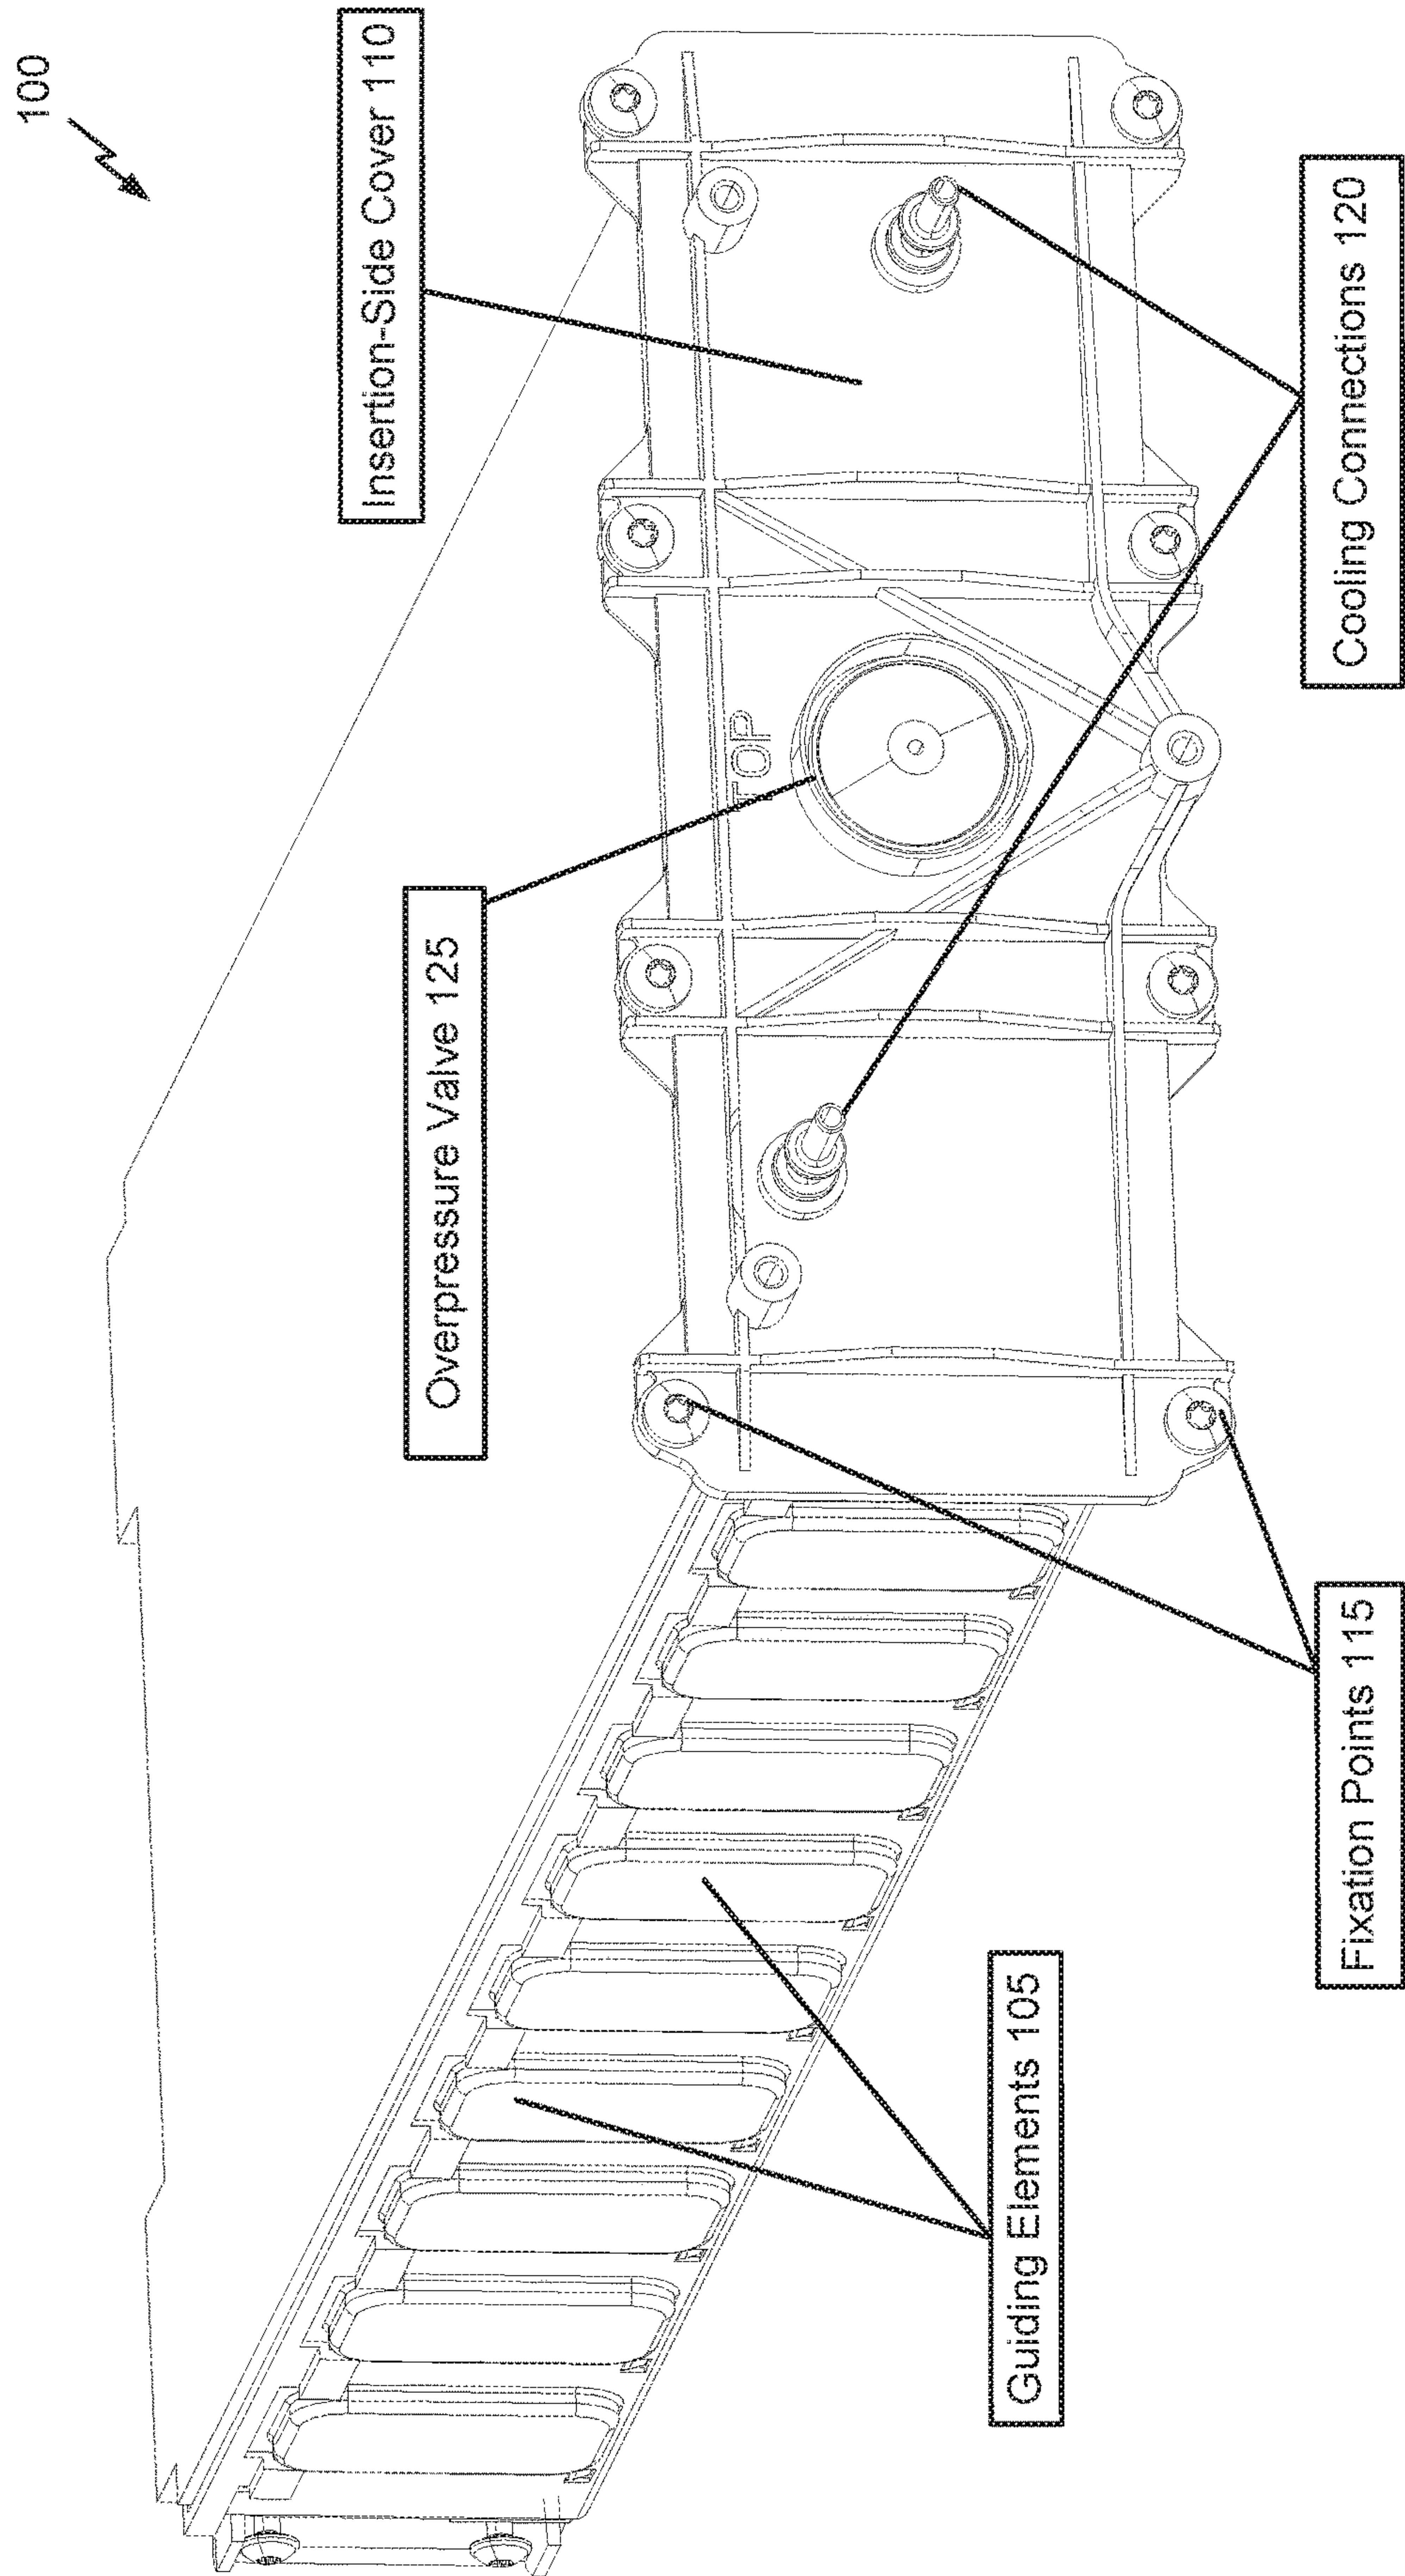 100
Insertion-Side Cover 110
Overpressure Valve 125
TOP
Cooling Connections 120
Fixation Points 115
Guiding Elements 105